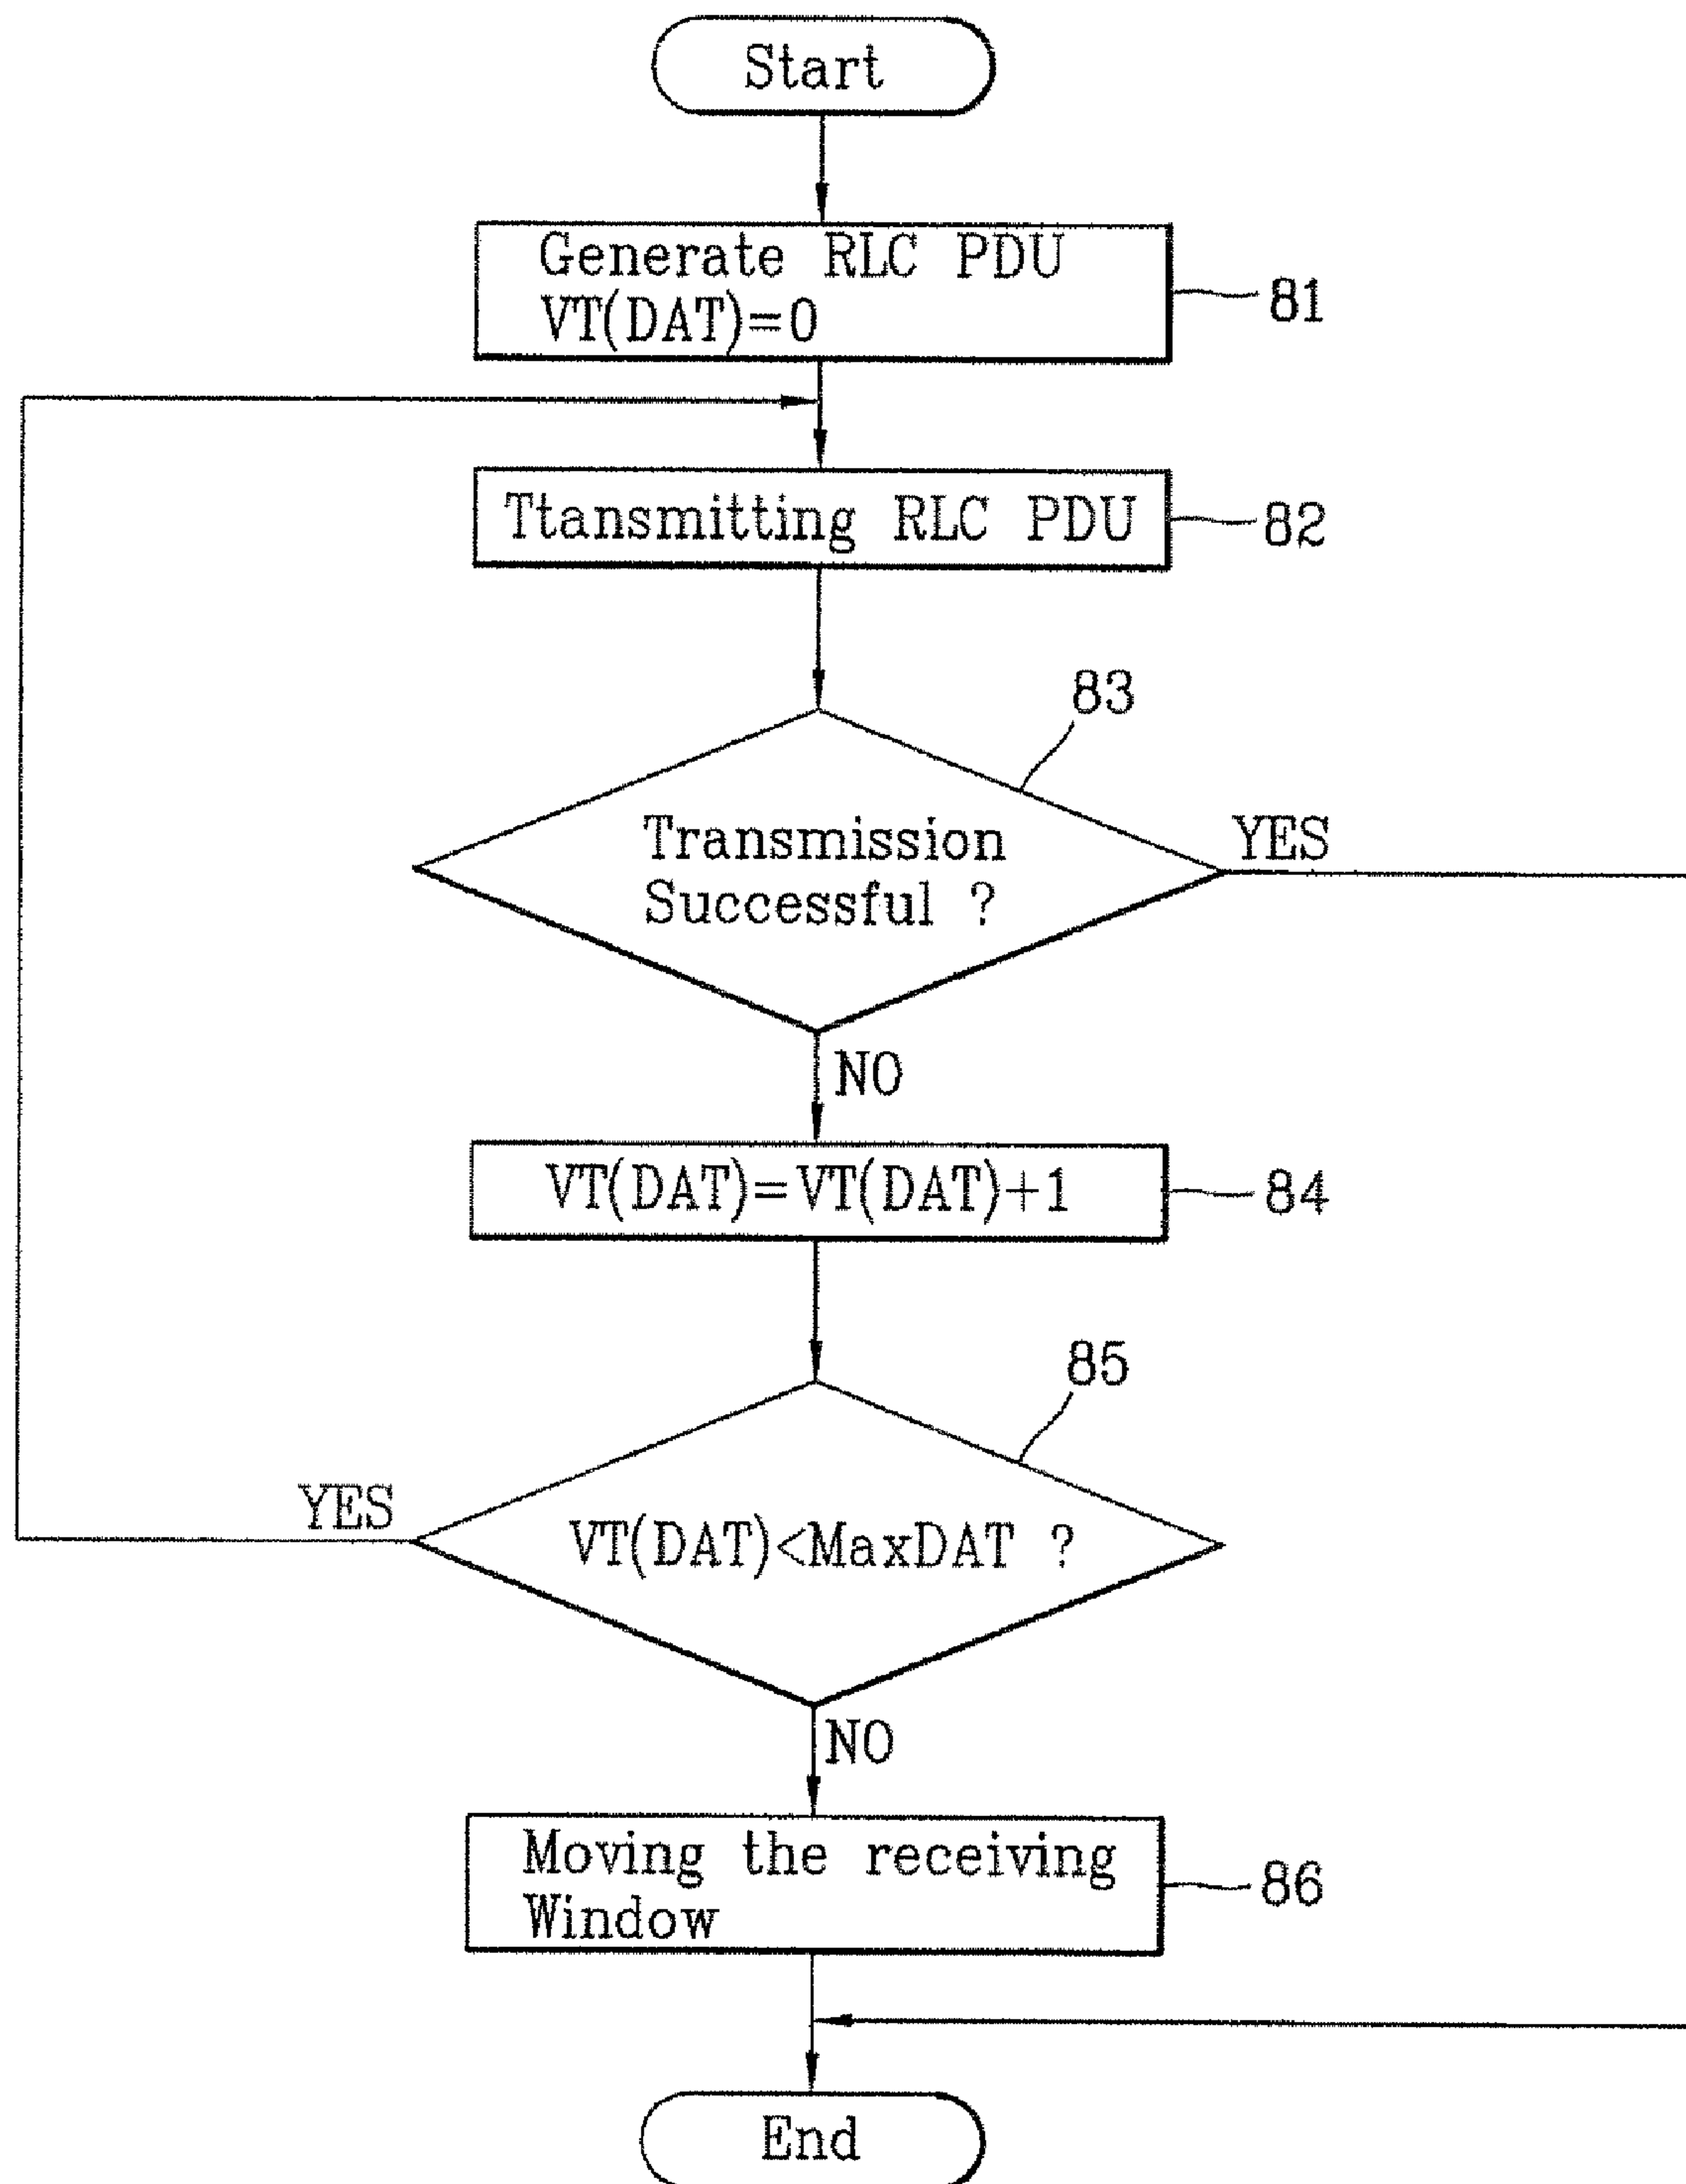 Start
Generate RLC PDU
VT(DAT)=0
81
Ttansmitting RLC PDU
82
83
Transmission
Successful ?
YES
NO
VT(DAT)=VT(DAT)+1
84
85
YES
VT(DAT)<MaxDAT ?
NO
Moving the receiving
Window
86
End